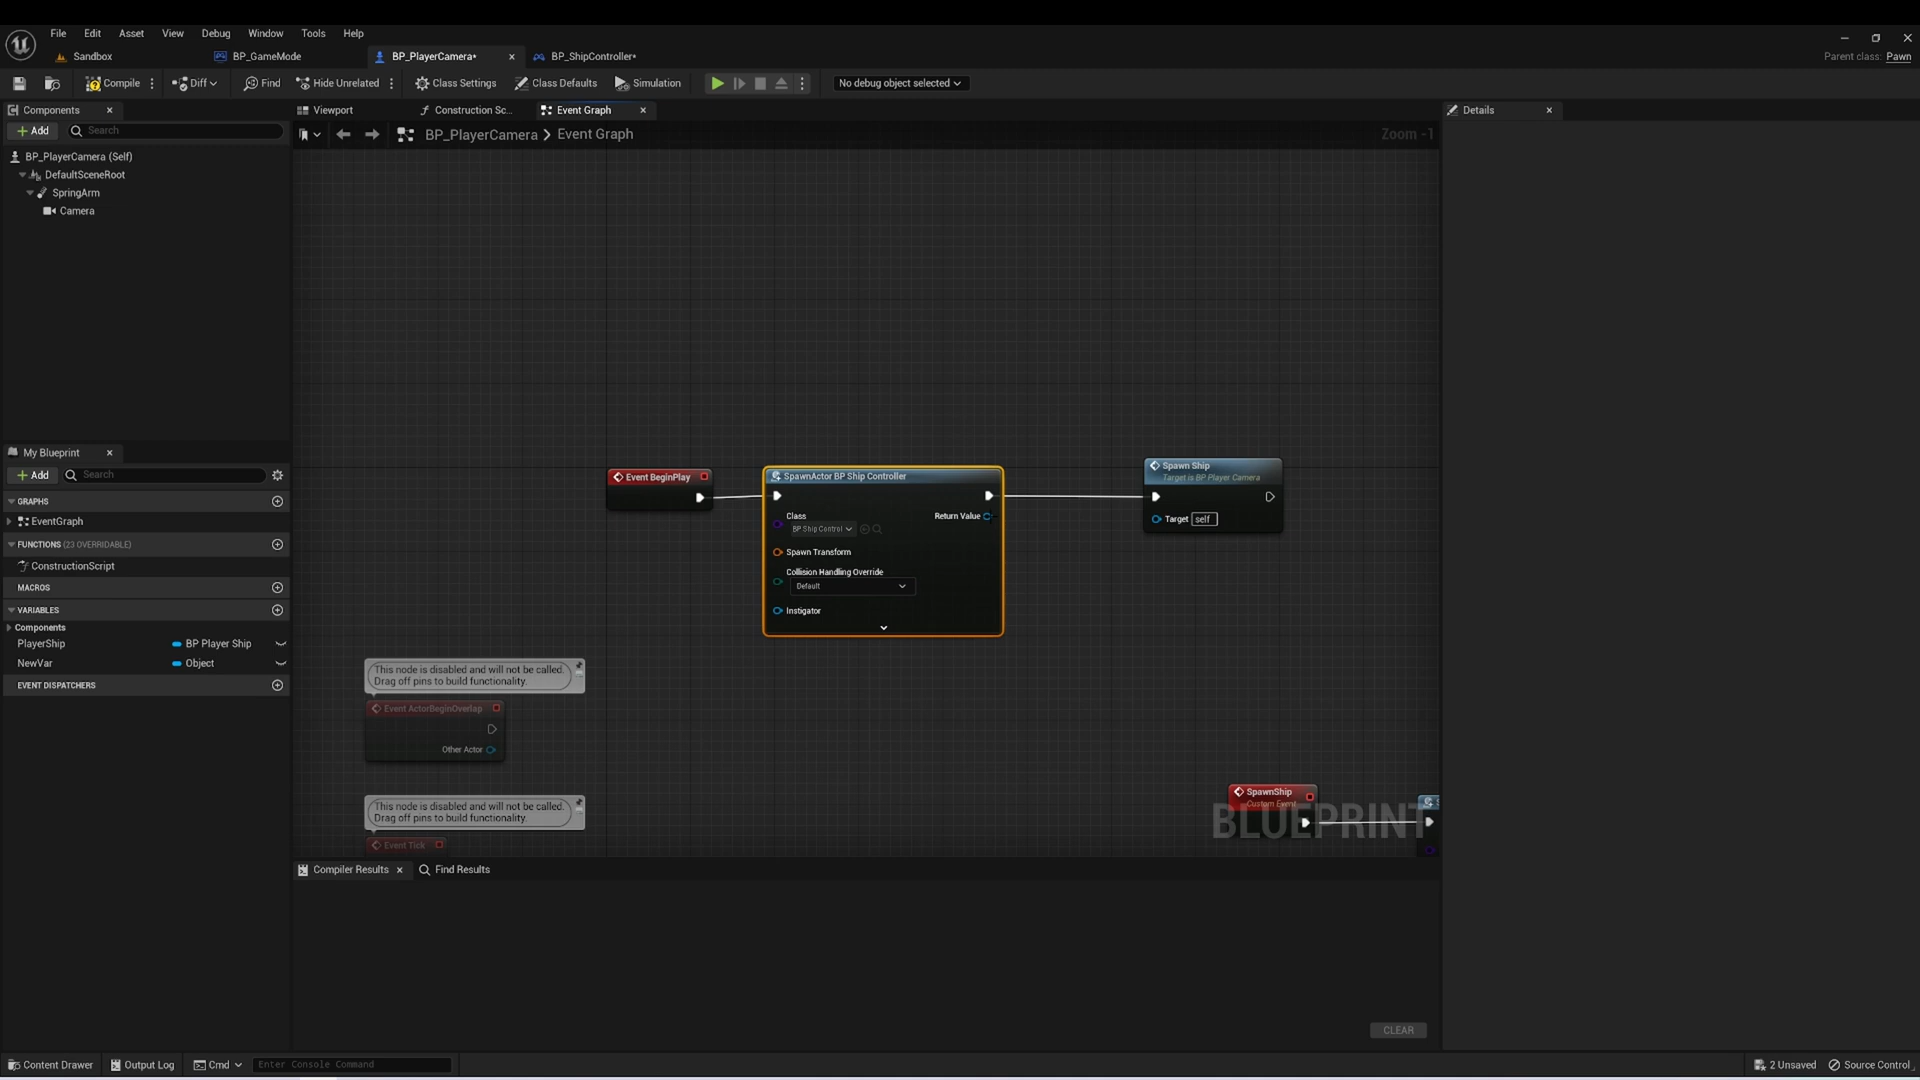 File Edit Asset View Debug Window Tools Help
Sandbox BP_GameMode BP_PlayerCamera* BP_ShipController*
Parent class: Pawn
Compile Diff Find Hide Unrelated Class Settings Class Defaults Simulation No debug object selected
Components
Add Search
BP_PlayerCamera (Self)
DefaultSceneRoot
SpringArm
Camera
My Blueprint
Add Search
GRAPHS
EventGraph
FUNCTIONS (23 OVERRIDABLE)
ConstructionScript
MACROS
VARIABLES
Components
PlayerShip BP Player Ship
NewVar Object
EVENT DISPATCHERS
Viewport Construction Sc... Event Graph
BP_PlayerCamera > Event Graph
Zoom -1
Event BeginPlay
SpawnActor BP Ship Controller
Class
BP Ship Control
Return Value
Spawn Transform
Collision Handling Override
Default
Instigator
Spawn Ship
Target is BP Player Camera
Target self
This node is disabled and will not be called.
Drag off pins to build functionality.
Event ActorBeginOverlap
Other Actor
This node is disabled and will not be called.
Drag off pins to build functionality.
Event Tick
SpawnShip
Custom Event
BLUEPRINT
Details
Compiler Results Find Results
CLEAR
Content Drawer Output Log Cmd Enter Console Command
2 Unsaved Source Control